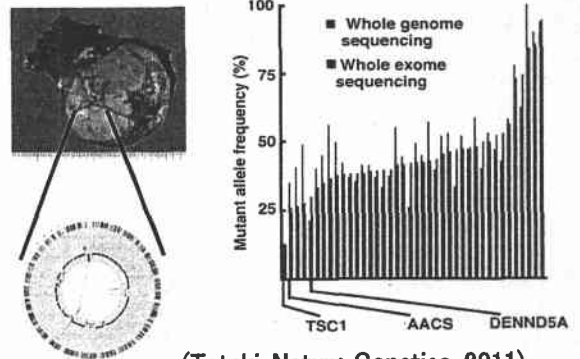 100
75
50
25
Mutant allele frequency (%)
■ Whole genome
sequencing
■ Whole exome
sequencing
TSC1
AACS
DENND5A
Nature Genetics, 2011)